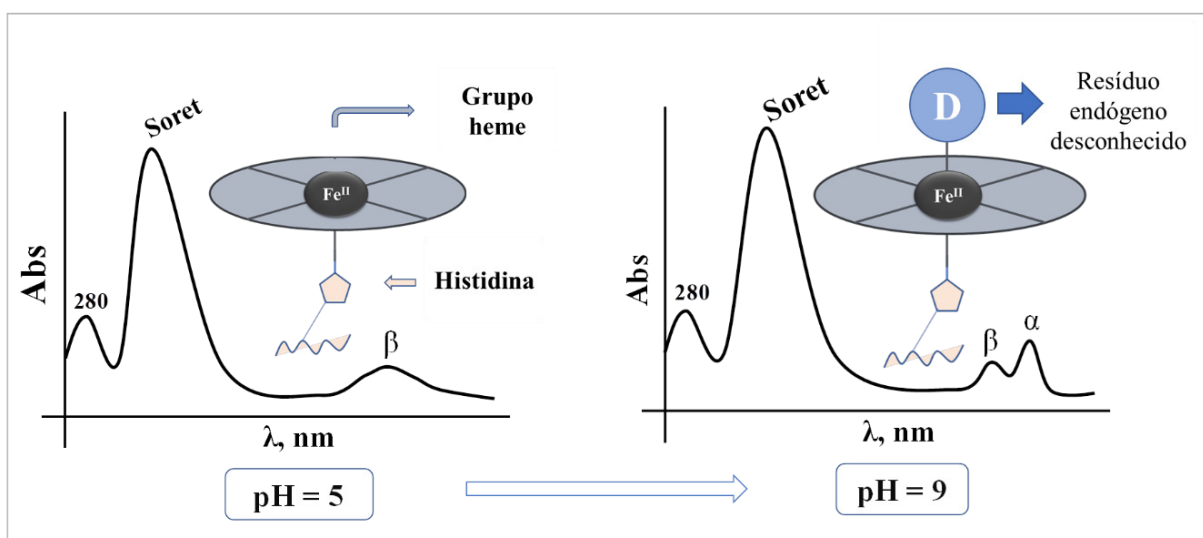 Soret
Grupo
heme
280
Fe^II
Histidina
β
Abs
λ, nm
pH = 5
Soret
D
Resíduo
endógeno
desconhecido
280
Fe^II
β
α
Abs
λ, nm
pH = 9